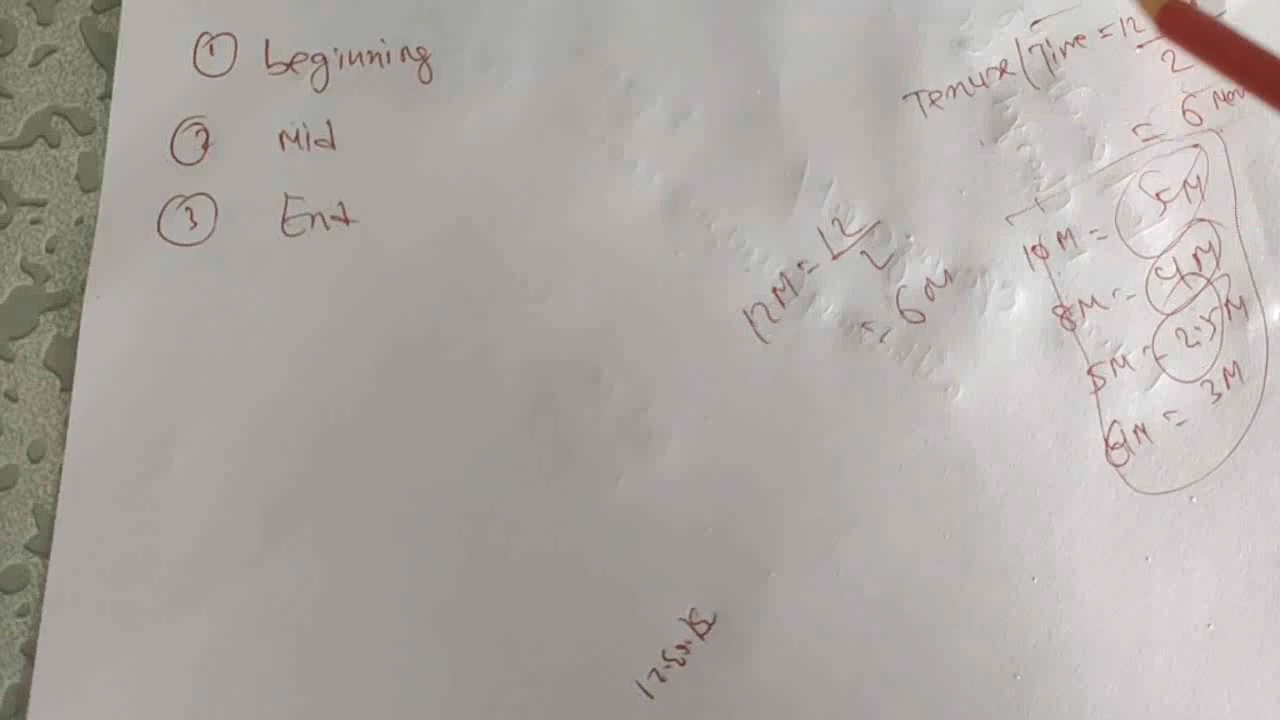 ① beginning
② Mid
③ End
Tenure/Time = 12
2
= 6 Mon
10 M = 5M
8M = 4M
5M = 2.5M
6M = 3M
12M = 12/2
= 6M